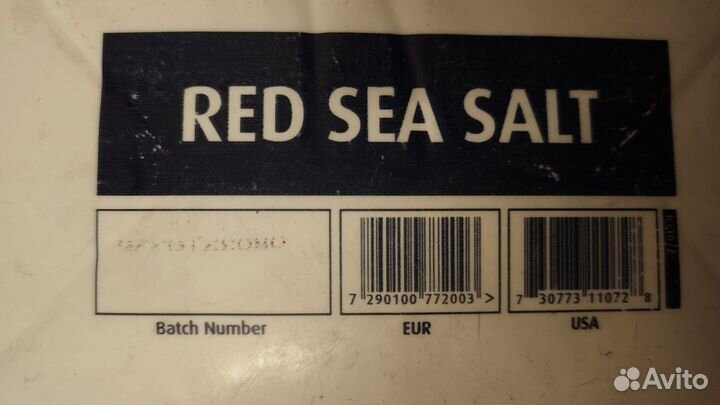 RED SEA SALT
7 290100 772003 >
7 30773 11072 8
Batch Number
EUR
USA
Avito